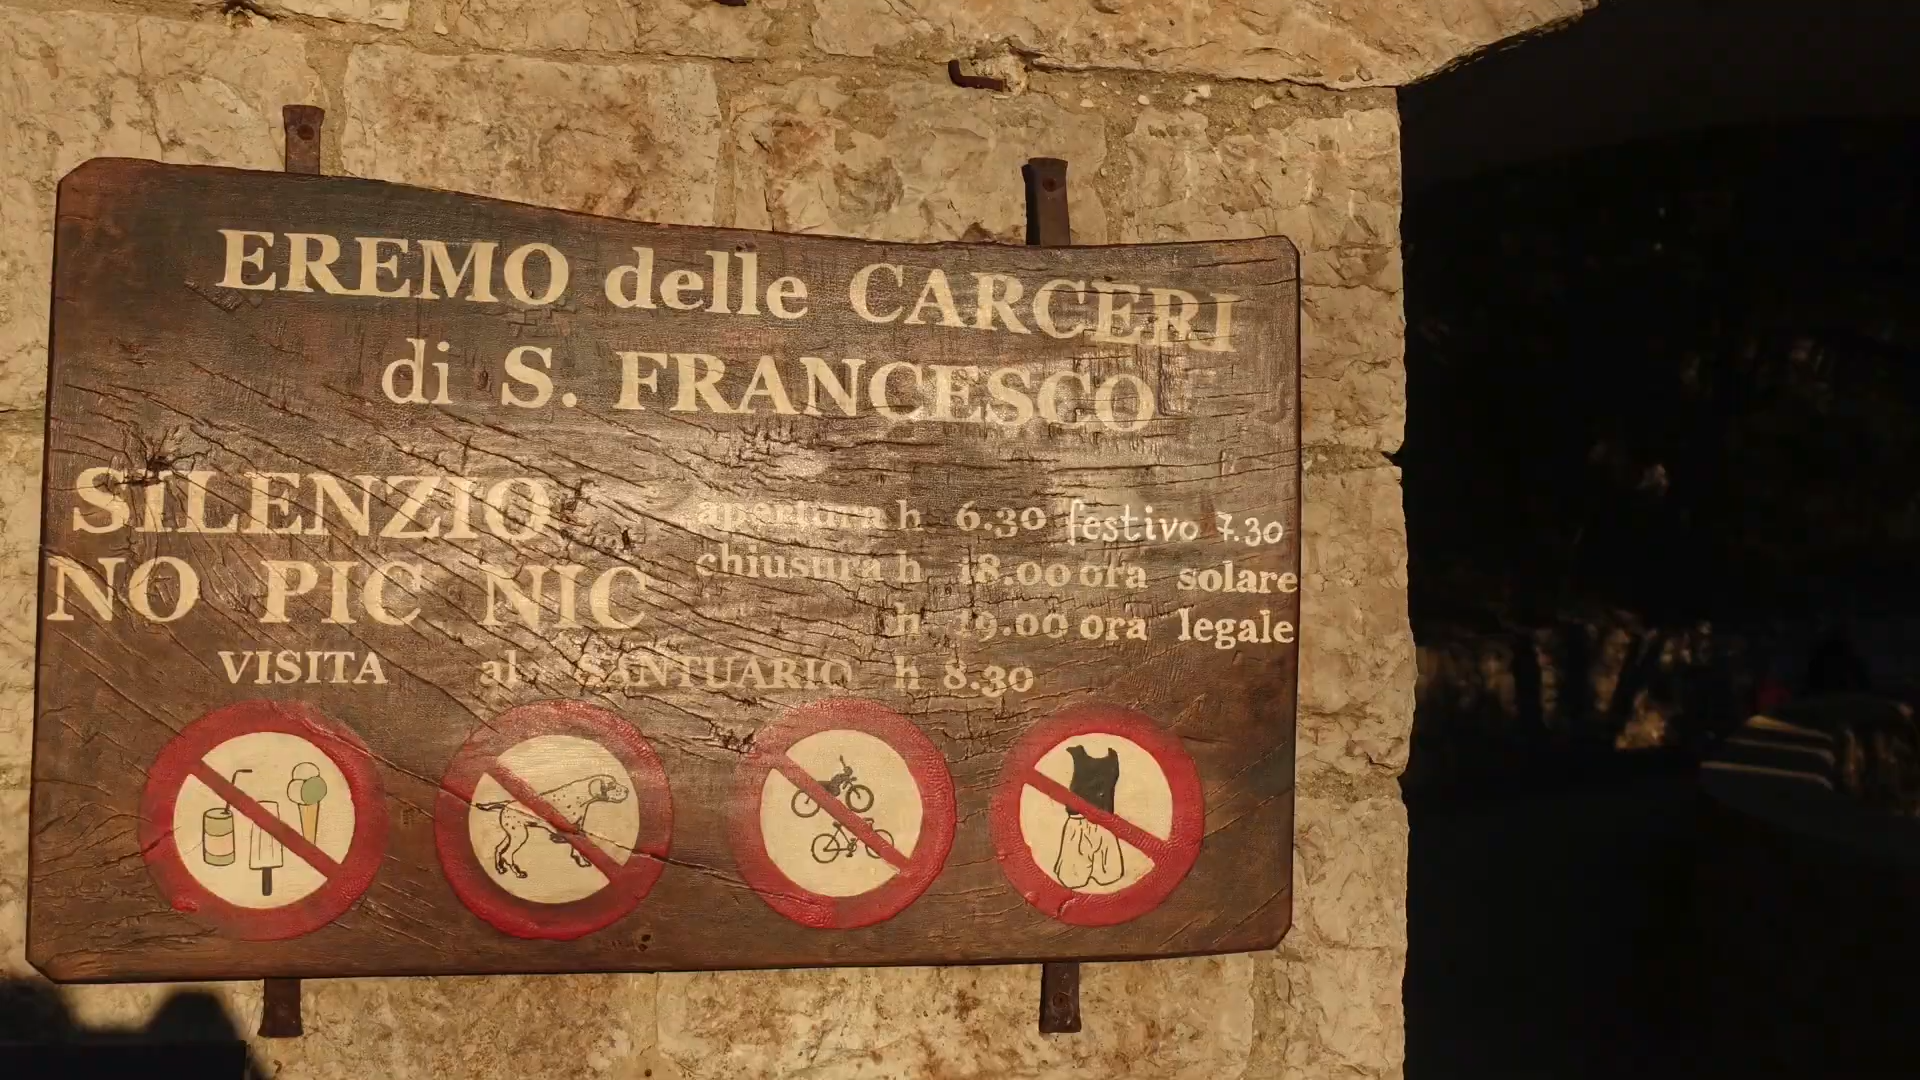 EREMO delle CARCERI
di S. FRANCESCO
SILENZIO
NO PIC NIC
apertura h 6.30 festivo 7.30
chiusura h 18.00 ora solare
h 19.00 ora legale
VISITA al SANTUARIO h 8.30